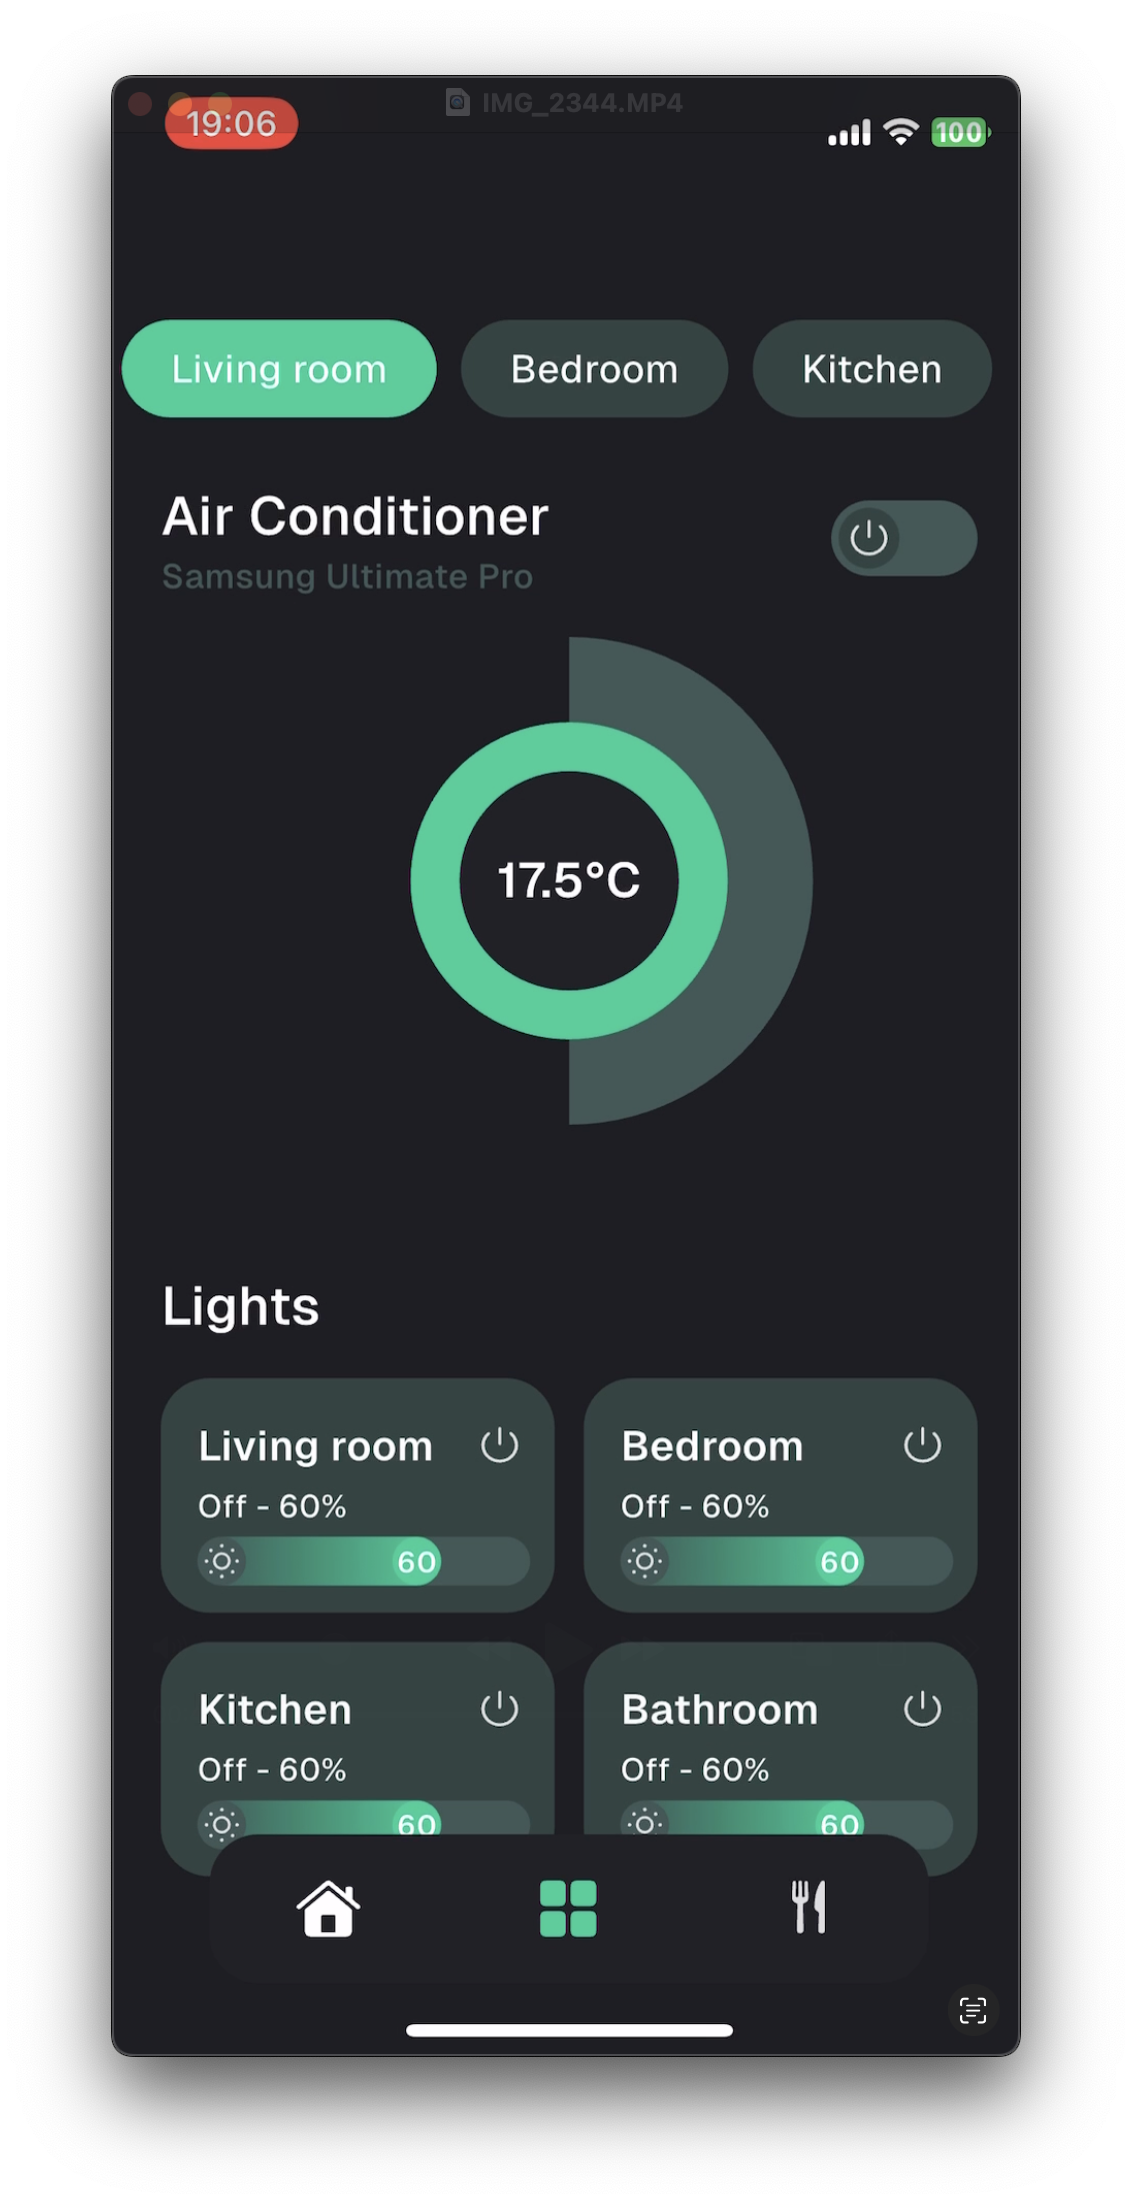 IMG_2344.MP4
19:06
100
Living room
Bedroom
Kitchen
Air Conditioner
Samsung Ultimate Pro
17.5°C
Lights
Living room
Off - 60%
60
Bedroom
Off - 60%
60
Kitchen
Off - 60%
60
Bathroom
Off - 60%
60